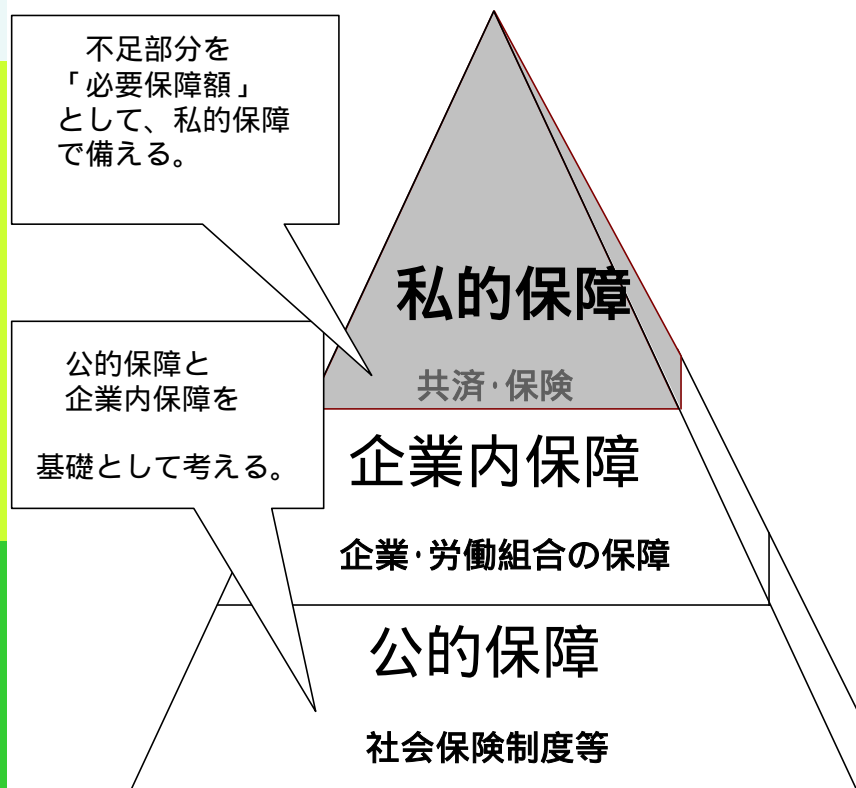 不足部分を
「必要保障額」
として、私的保障
で備える。
私的保障
共済・保険
公的保障と
企業内保障を
基礎として考える。
企業内保障
企業・労働組合の保障
公的保障
社会保険制度等